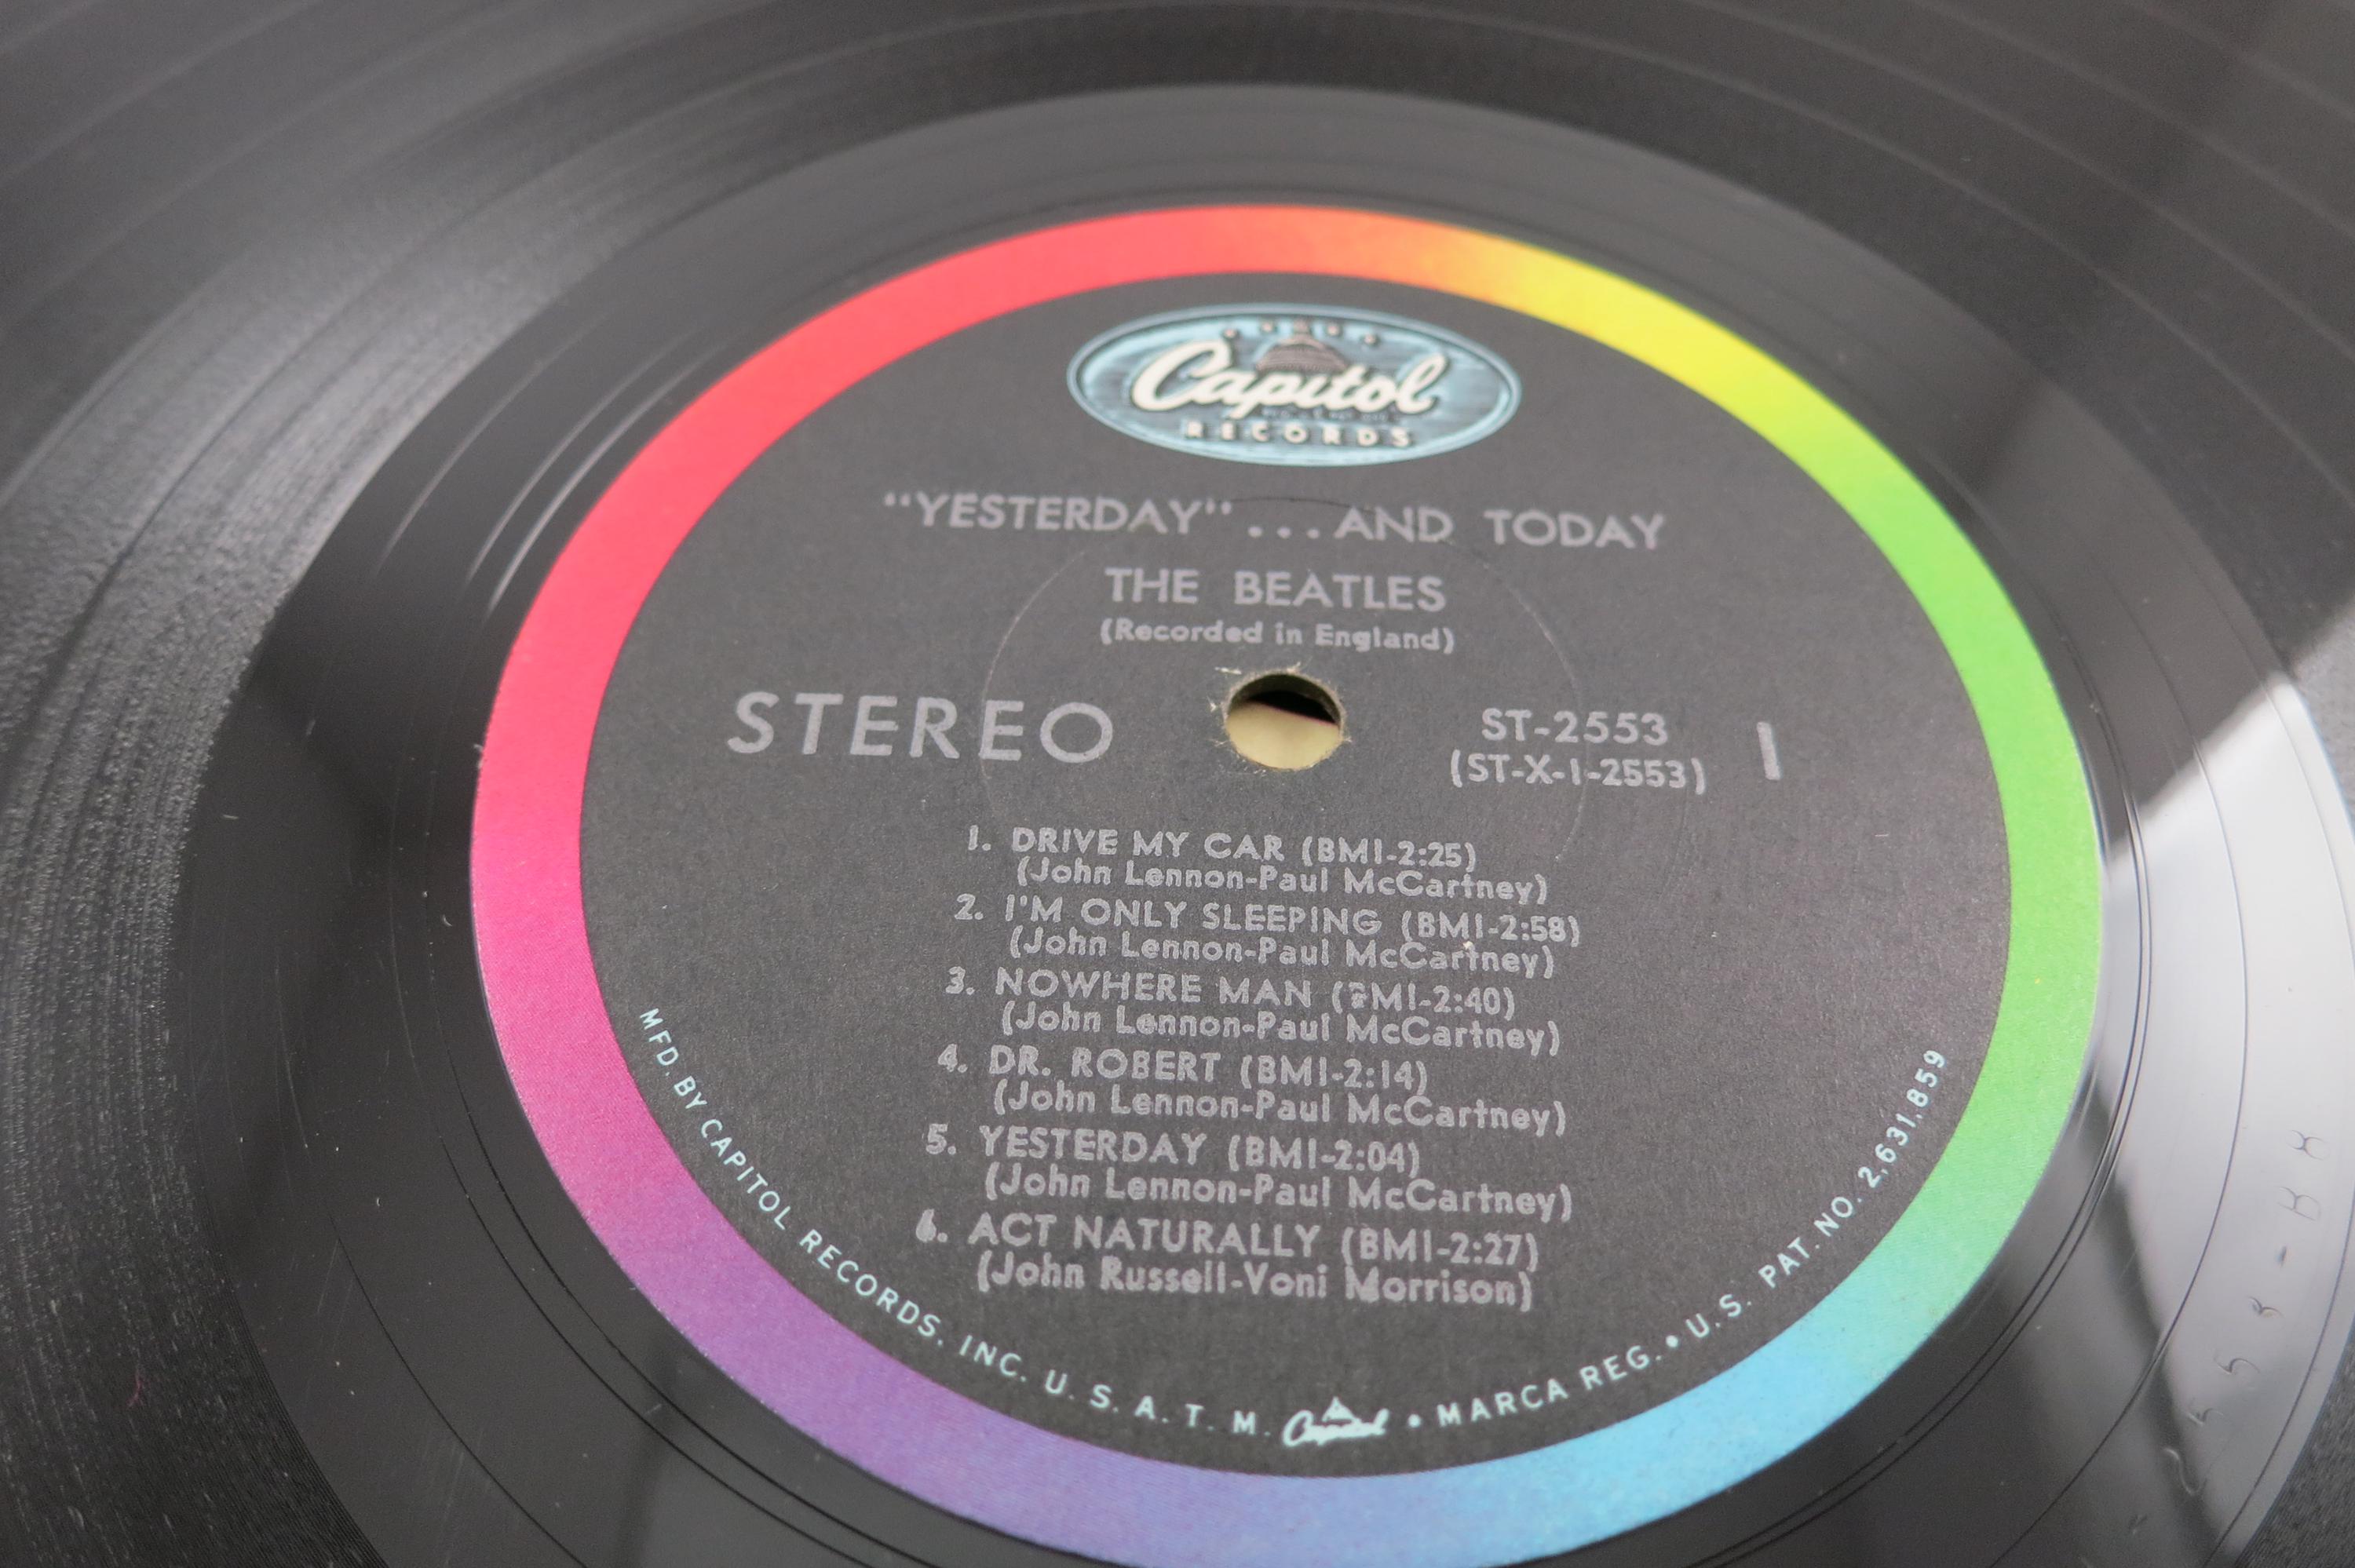 Capitol
RECORDS
“YESTERDAY” . . . AND TODAY
THE BEATLES
(Recorded in England)
STEREO
ST-2553
(ST-X-1-2553)
1
1. DRIVE MY CAR (BMI-2:25)
(John Lennon-Paul McCartney)
2. I'M ONLY SLEEPING (BMI-2:58)
(John Lennon-Paul McCartney)
3. NOWHERE MAN (BMI-2:40)
(John Lennon-Paul McCartney)
4. DR. ROBERT (BMI-2:14)
(John Lennon-Paul McCartney)
5. YESTERDAY (BMI-2:04)
(John Lennon-Paul McCartney)
6. ACT NATURALLY (BMI-2:27)
(John Russell-Voni Morrison)
MFD. BY CAPITOL RECORDS, INC. U. S. A. T. M. Capitol • MARCA REG. • U. S. PAT. NO. 2,631,859